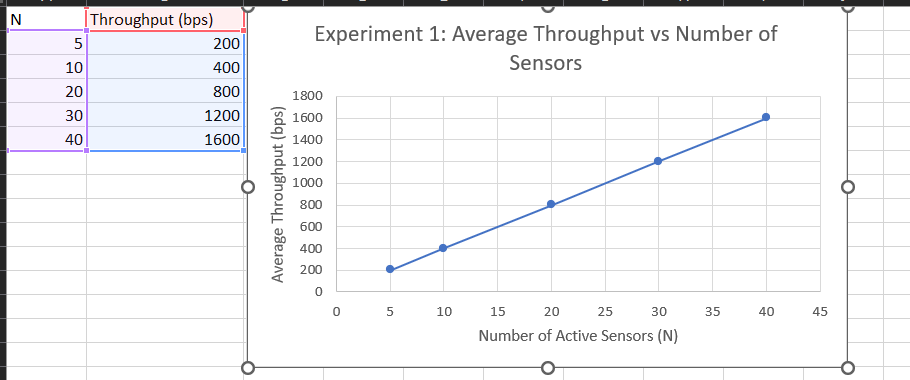 N Throughput (bps)
5 200
10 400
20 800
30 1200
40 1600
Experiment 1: Average Throughput vs Number of
Sensors
Average Throughput (bps)
1800
1600
1400
1200
1000
800
600
400
200
0
0 5 10 15 20 25 30 35 40 45
Number of Active Sensors (N)